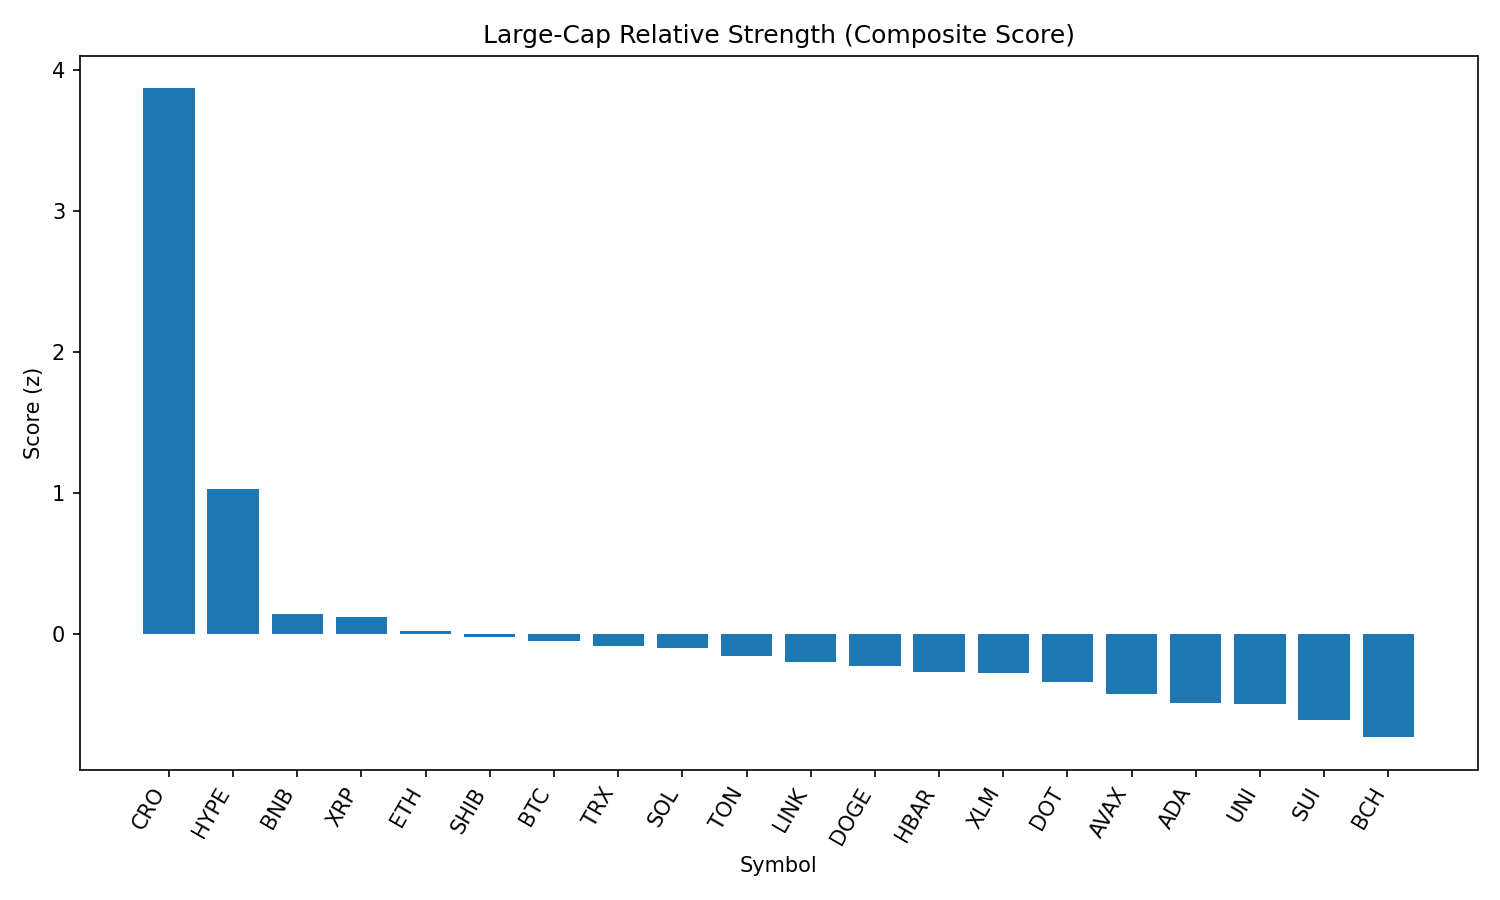 Large-Cap Relative Strength (Composite Score)
4
3
2
1
0
Score (z)
CRO
HYPE
BNB
XRP
ETH
SHIB
BTC
TRX
SOL
TON
LINK
DOGE
HBAR
XLM
DOT
AVAX
ADA
UNI
SUI
BCH
Symbol